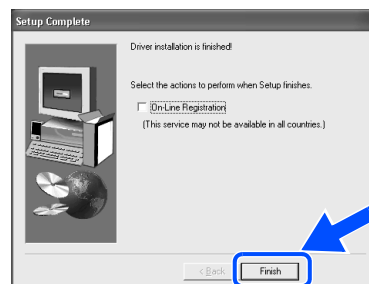 Setup Complete
Driver installation is finished!
Select the actions to perform when Setup finishes.
On-Line Registration
(This service may not be available in all countries.)
< Back
Finish